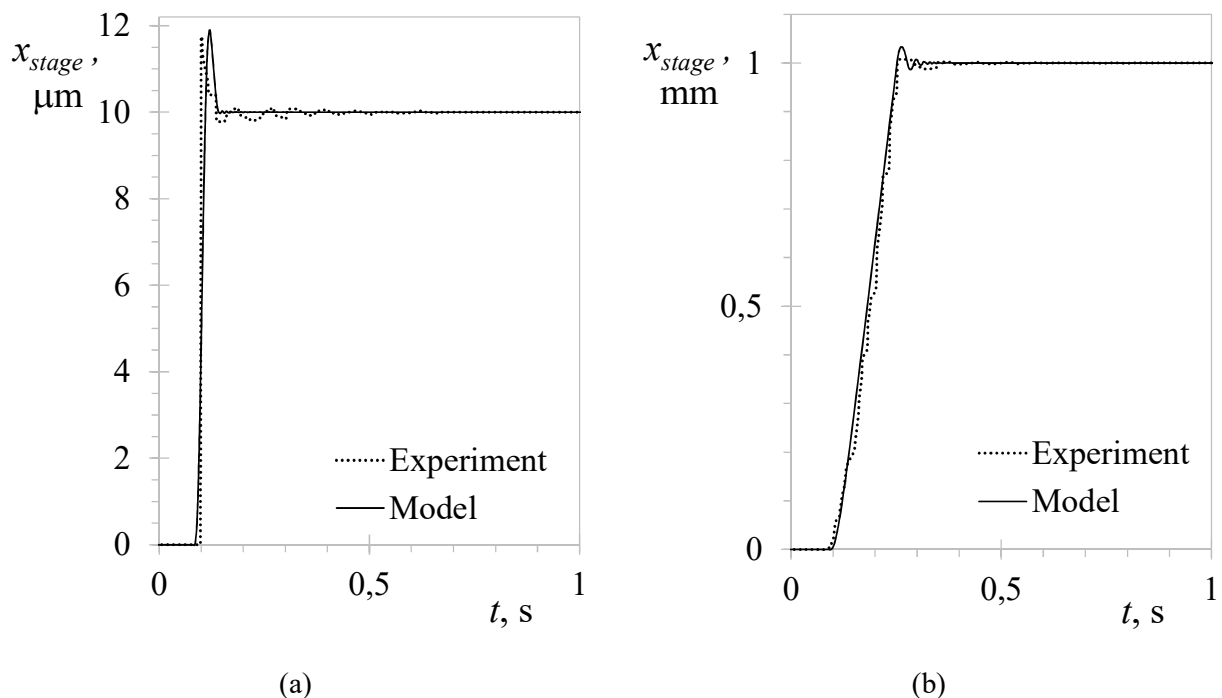 12
x_stage ,
μm
10
8
6
4
2
0
Experiment
Model
0
0,5
1
t, s
(a)
x_stage ,
mm
1
0,5
0
Experiment
Model
0
0,5
1
t, s
(b)